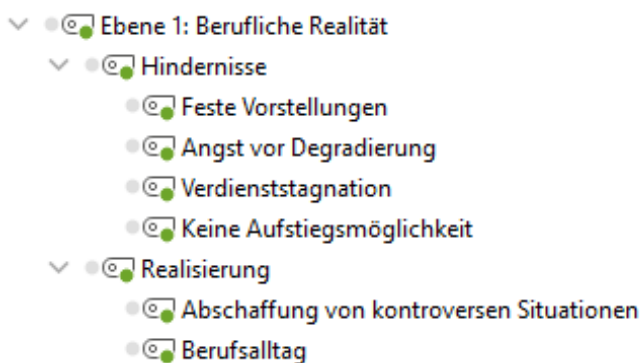 Ebene 1: Berufliche Realität
Hindernisse
Feste Vorstellungen
Angst vor Degradierung
Verdienststagnation
Keine Aufstiegsmöglichkeit
Realisierung
Abschaffung von kontroversen Situationen
Berufsalltag